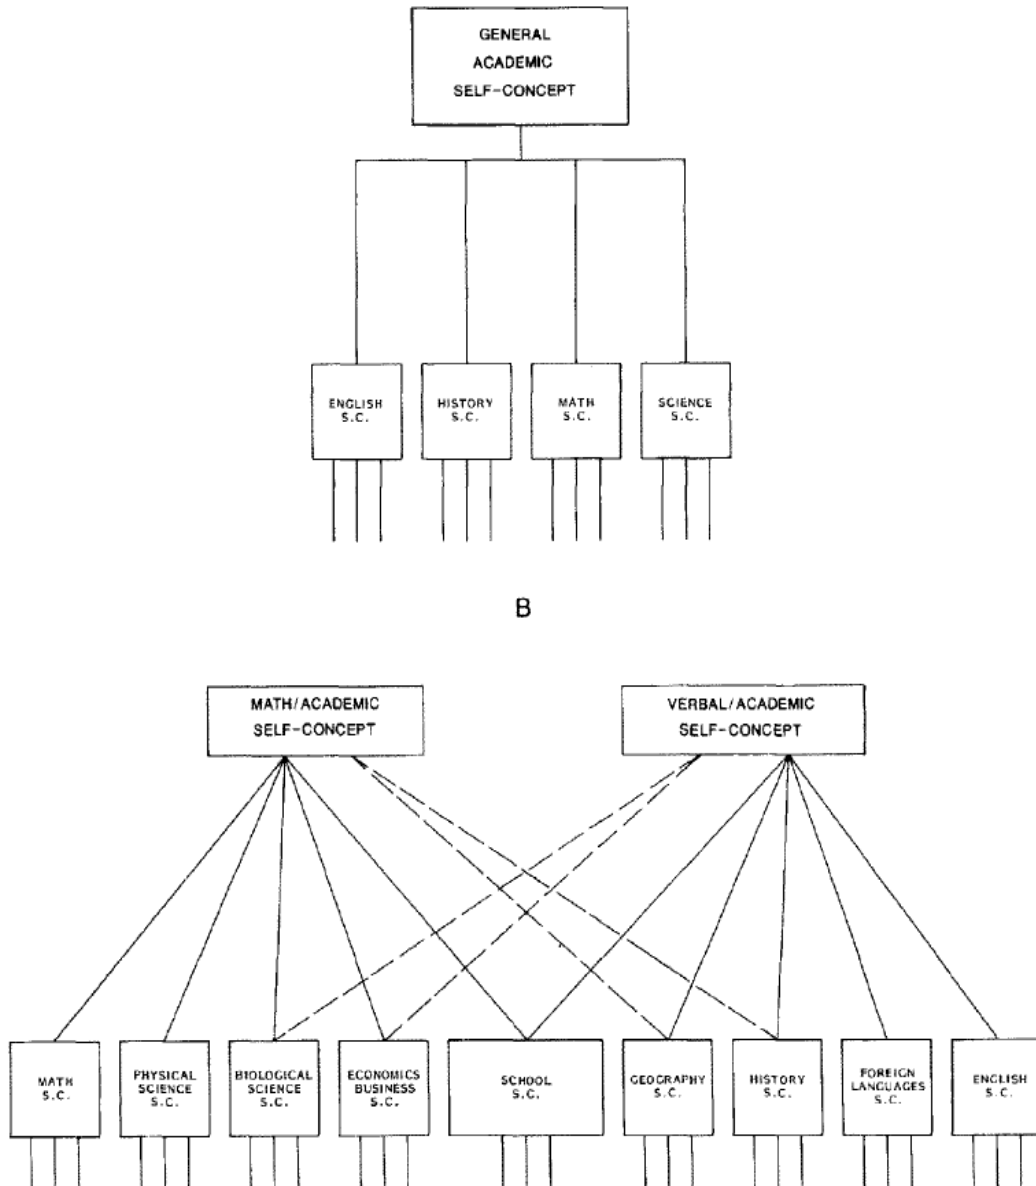 GENERAL
ACADEMIC
SELF-CONCEPT
ENGLISH
S.C.
HISTORY
S.C.
MATH
S.C.
SCIENCE
S.C.
B
MATH/ACADEMIC
SELF-CONCEPT
VERBAL/ACADEMIC
SELF-CONCEPT
MATH
S.C.
PHYSICAL
SCIENCE
S.C.
BIOLOGICAL
SCIENCE
S.C.
ECONOMICS
BUSINESS
S.C.
SCHOOL
S.C.
GEOGRAPHY
S.C.
HISTORY
S.C.
FOREIGN
LANGUAGES
S.C.
ENGLISH
S.C.